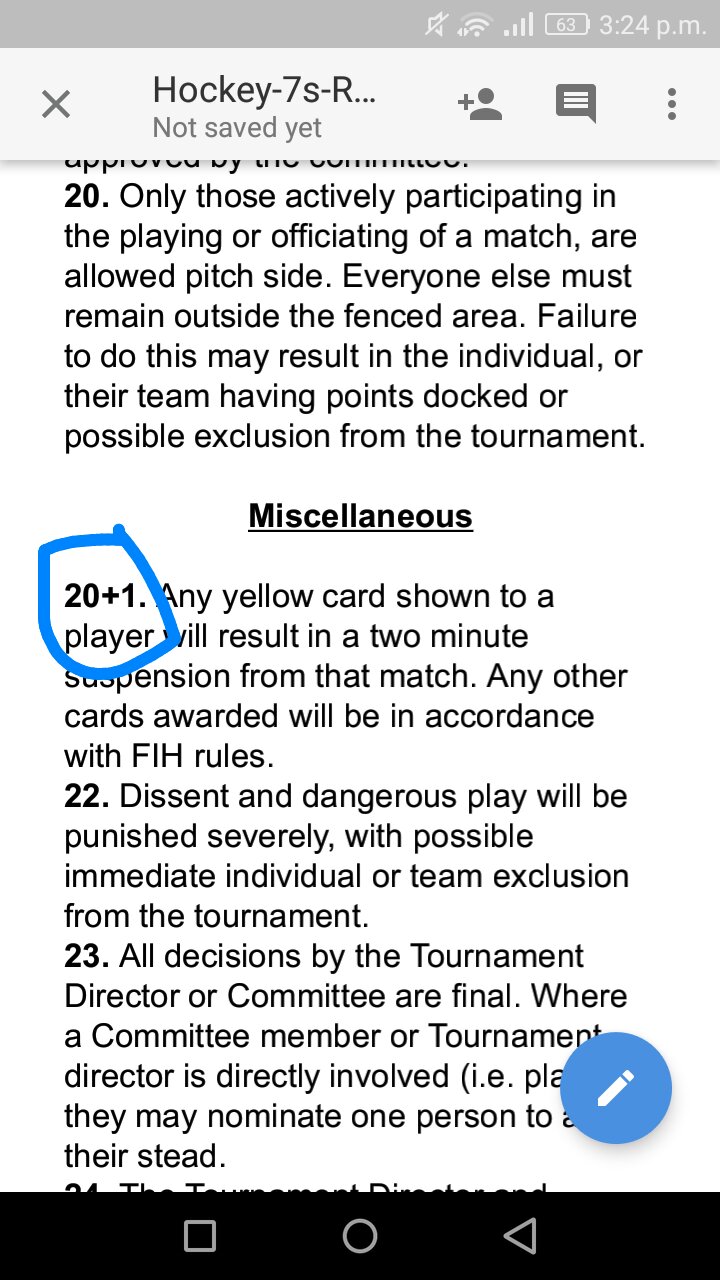 63 3:24 p.m.
Hockey-7s-R...
Not saved yet
approved by the committee.
20. Only those actively participating in
the playing or officiating of a match, are
allowed pitch side. Everyone else must
remain outside the fenced area. Failure
to do this may result in the individual, or
their team having points docked or
possible exclusion from the tournament.
Miscellaneous
20+1. Any yellow card shown to a
player will result in a two minute
suspension from that match. Any other
cards awarded will be in accordance
with FIH rules.
22. Dissent and dangerous play will be
punished severely, with possible
immediate individual or team exclusion
from the tournament.
23. All decisions by the Tournament
Director or Committee are final. Where
a Committee member or Tournament
director is directly involved (i.e. pla
they may nominate one person to a
their stead.
24. The Tournament Director and